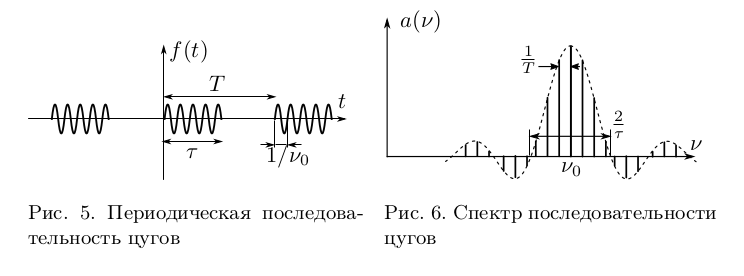 f(t)
T
t
τ
1/ν₀
Рис. 5. Периодическая последова-
тельность цугов
a(ν)
1/T
2/τ
ν
ν₀
Рис. 6. Спектр последовательности
цугов